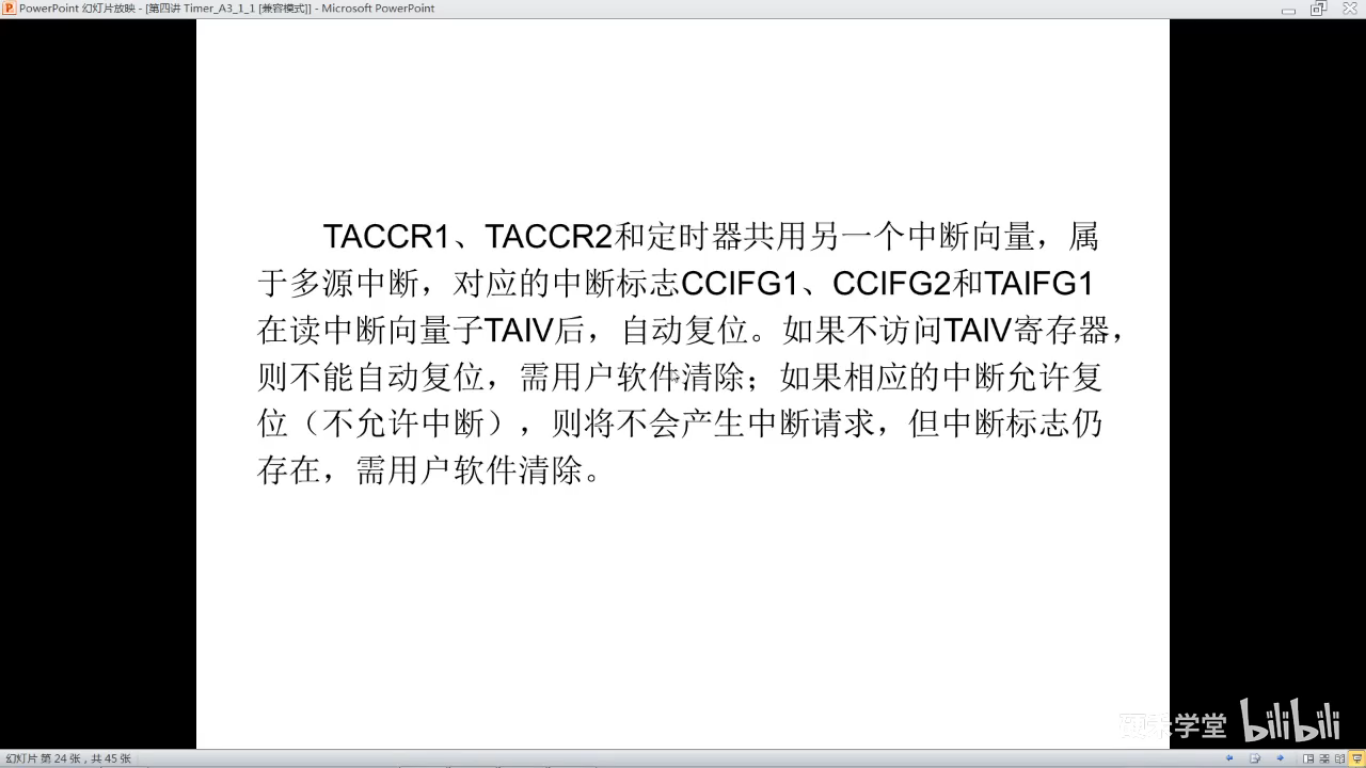 PowerPoint 幻灯片放映 - [第四讲 Timer_A3_1_1 [兼容模式]] - Microsoft PowerPoint
TACCR1、TACCR2和定时器共用另一个中断向量，属
于多源中断，对应的中断标志CCIFG1、CCIFG2和TAIFG1
在读中断向量子TAIV后，自动复位。如果不访问TAIV寄存器，
则不能自动复位，需用户软件清除；如果相应的中断允许复
位（不允许中断），则将不会产生中断请求，但中断标志仍
存在，需用户软件清除。
学堂 bilibili
幻灯片 第 24 张，共 45 张